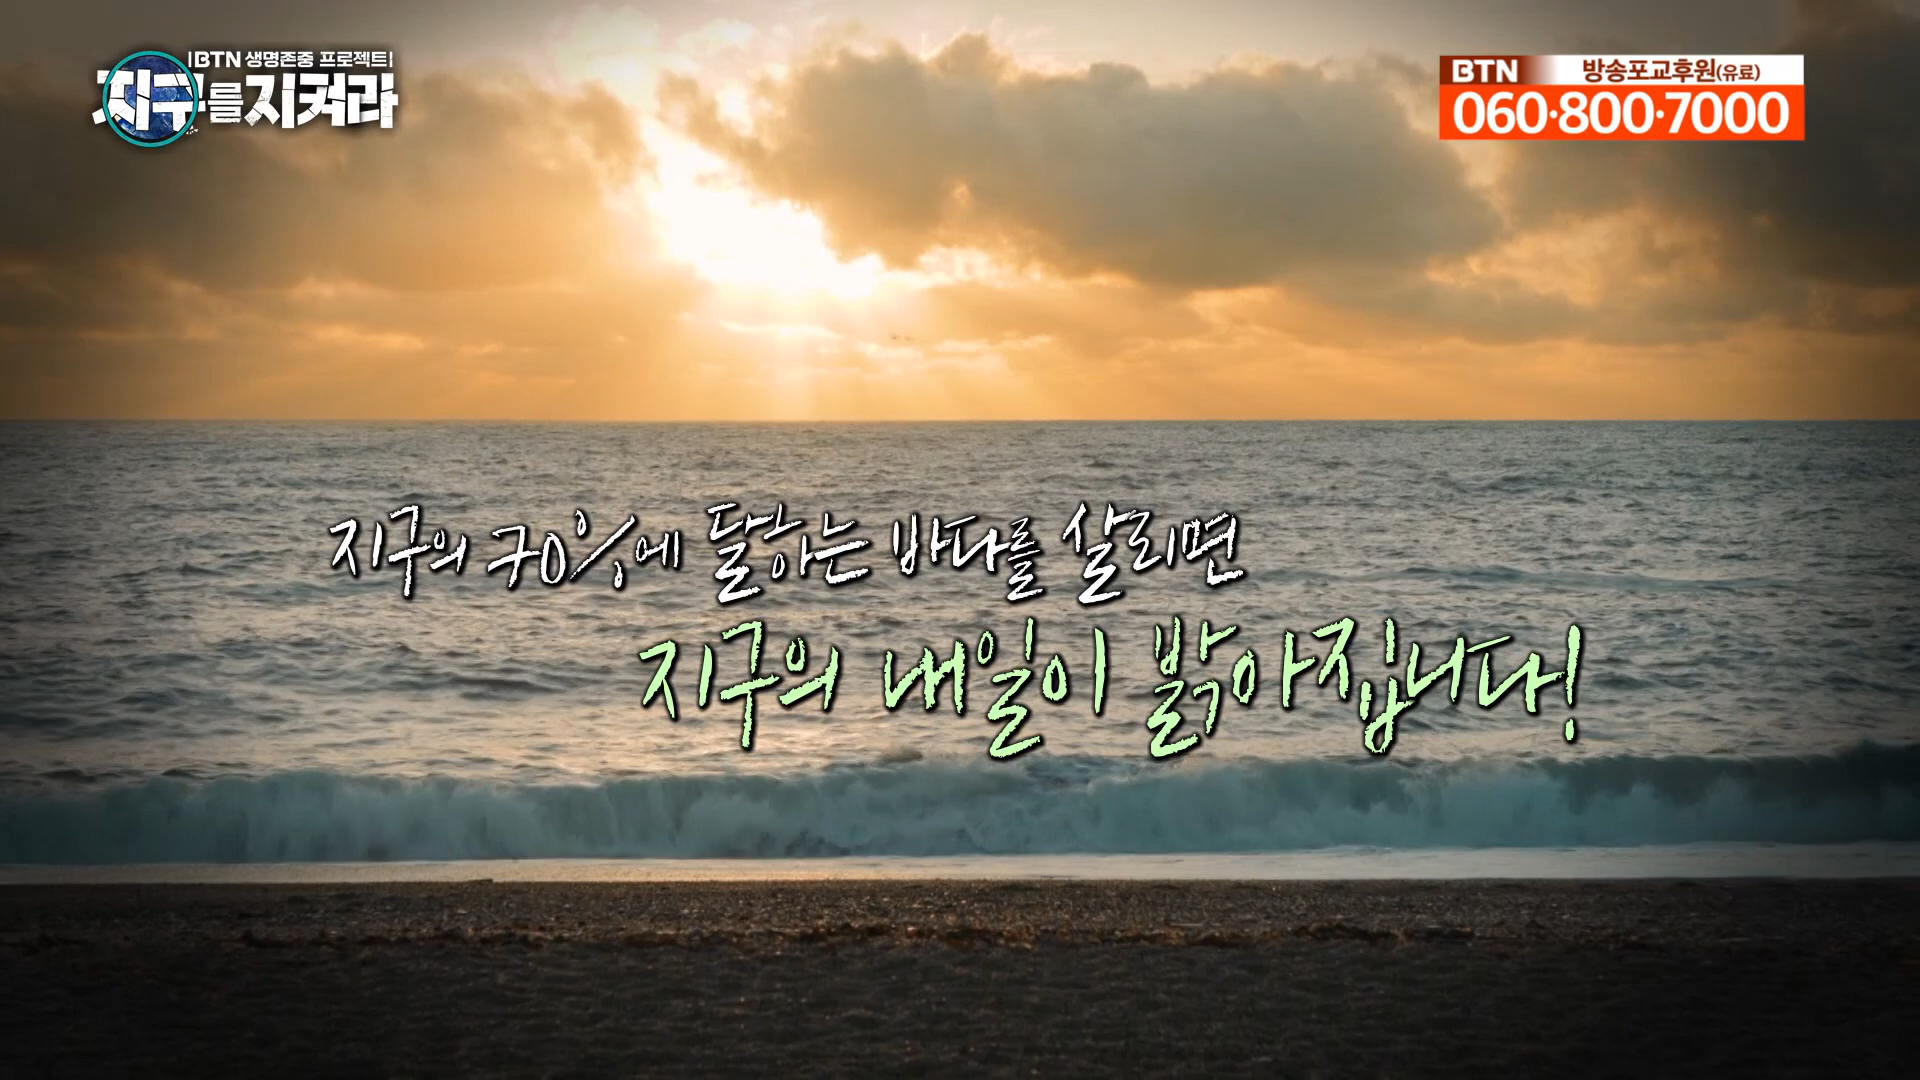 BTN 생명존중 프로젝트
지구를 지켜라
BTN 방송포교후원(유료)
060·800·7000
지구의 70%에 달하는 바다를 살리면
지구의 내일이 밝아집니다!